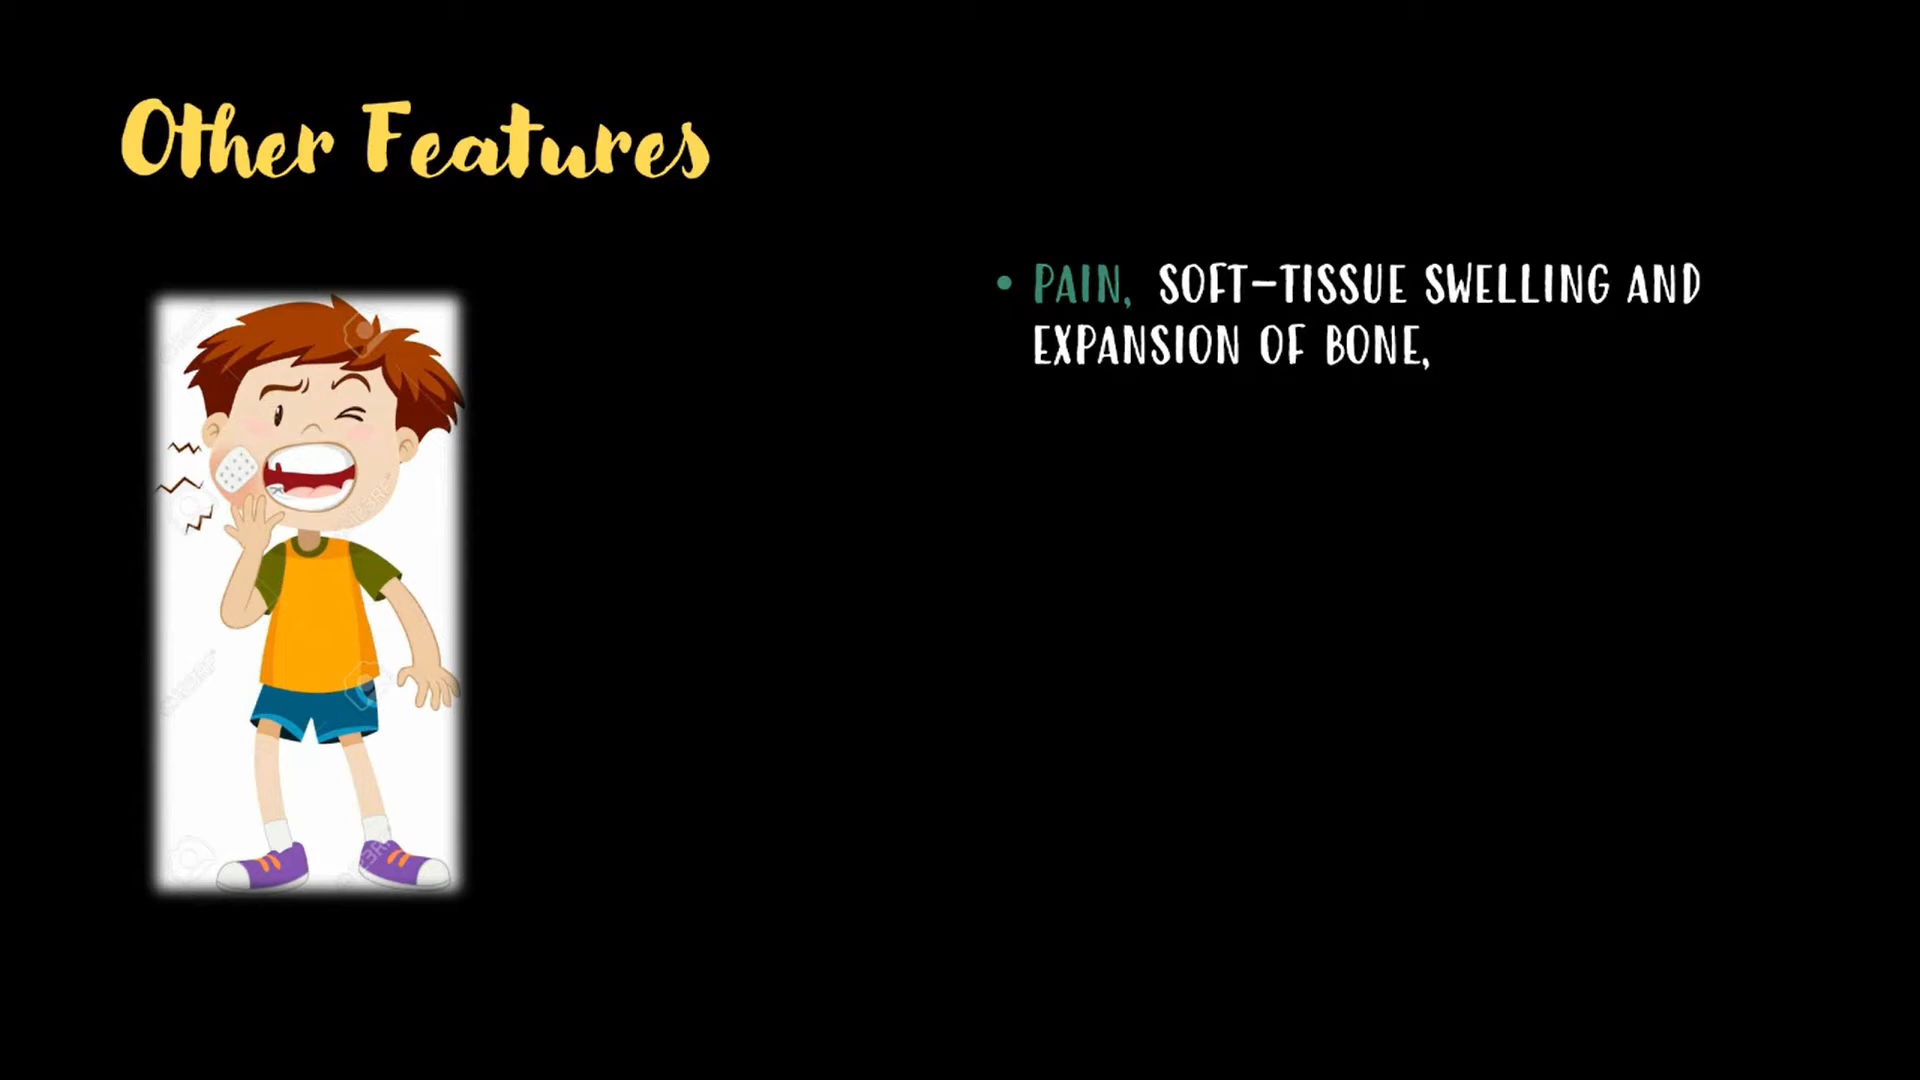 Other Features
• PAIN, SOFT-TISSUE SWELLING AND
EXPANSION OF BONE,